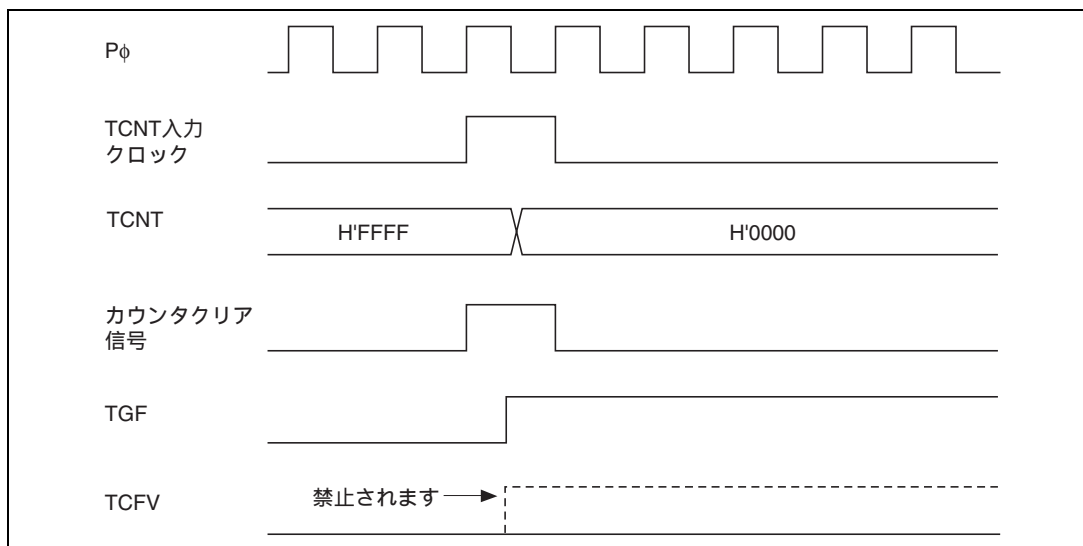 Pφ
TCNT入力
クロック
TCNT
H'FFFF
H'0000
カウンタクリア
信号
TGF
TCFV
禁止されます